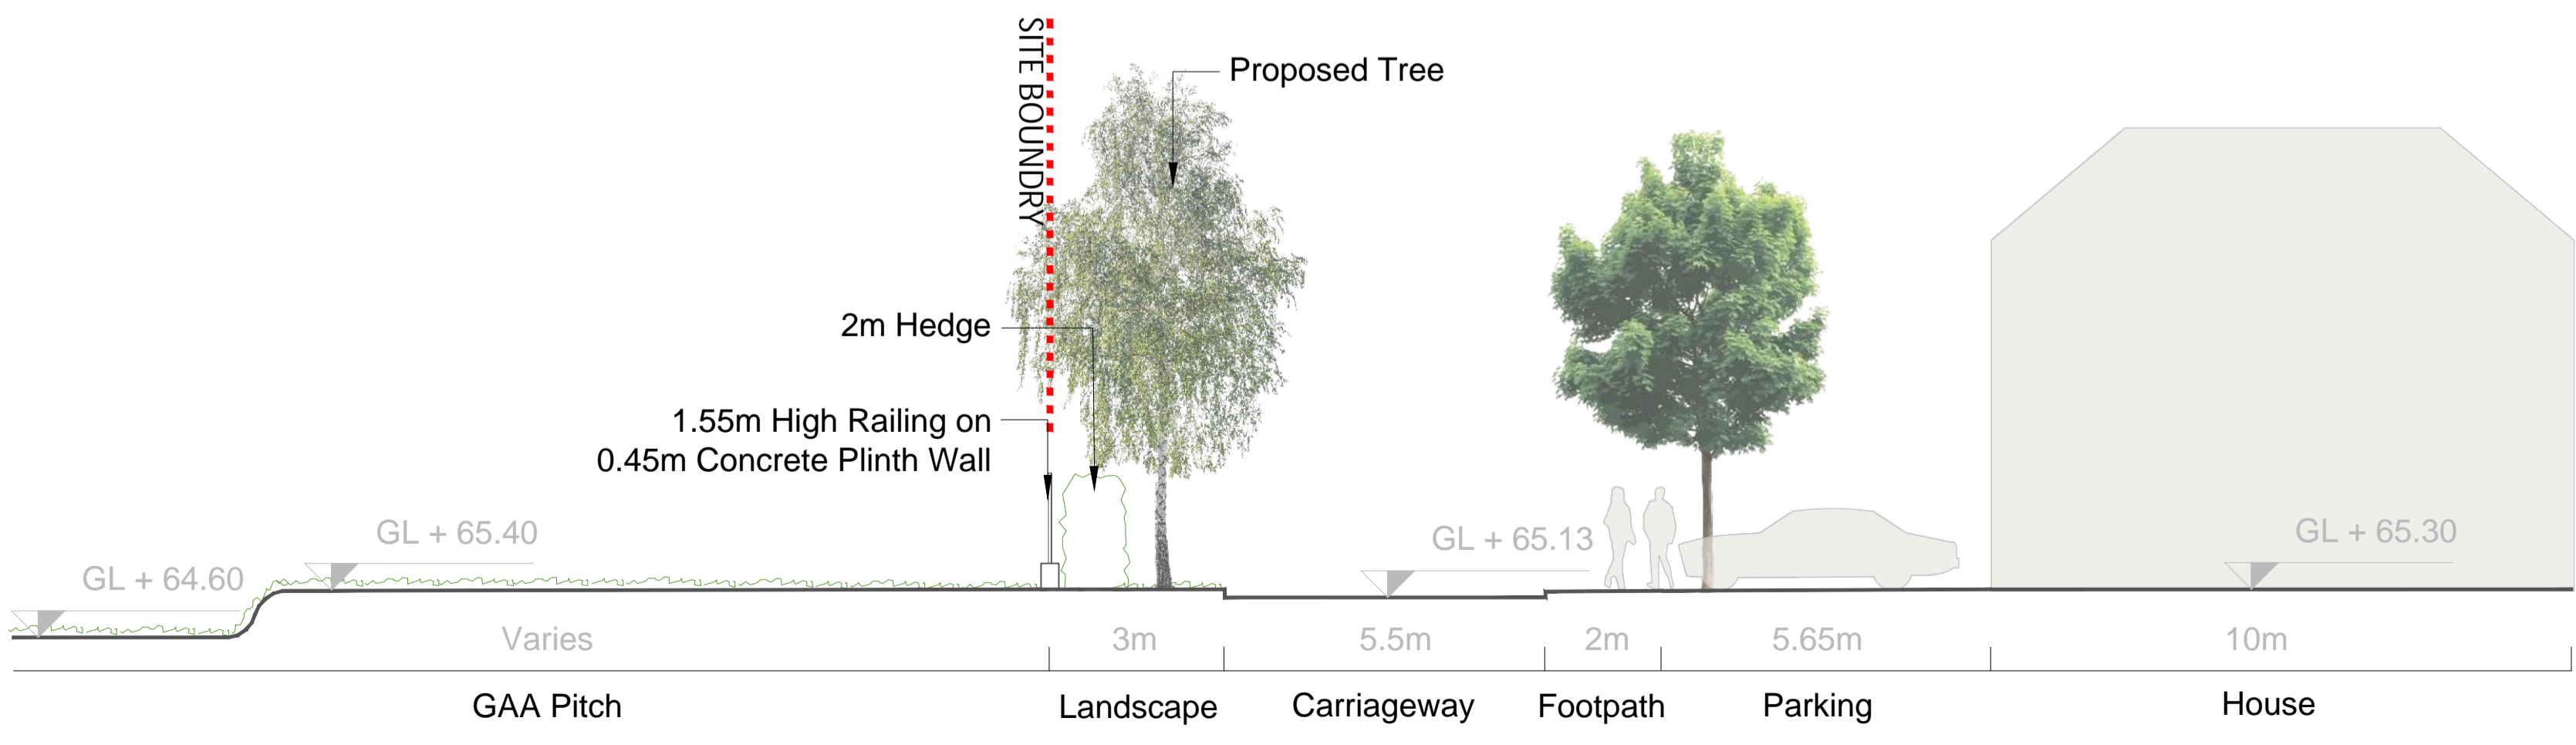 SITE BOUNDRY
Proposed Tree
2m Hedge
1.55m High Railing on
0.45m Concrete Plinth Wall
GL + 64.60
GL + 65.40
GL + 65.13
GL + 65.30
Varies
3m
5.5m
2m
5.65m
10m
GAA Pitch
Landscape
Carriageway
Footpath
Parking
House